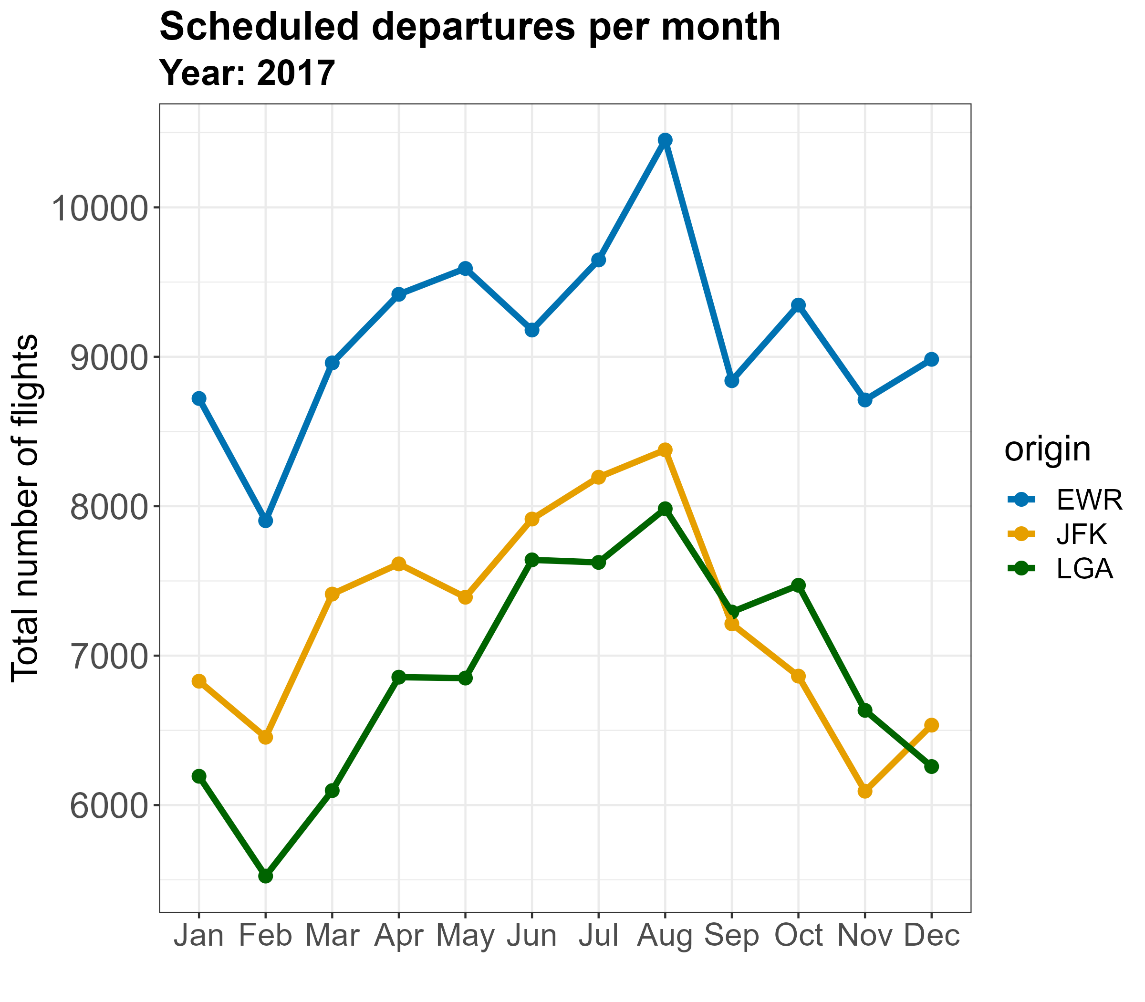 Scheduled departures per month
Year: 2017
Total number of flights
10000
9000
8000
7000
6000
Jan Feb Mar Apr May Jun Jul Aug Sep Oct Nov Dec
origin
EWR
JFK
LGA